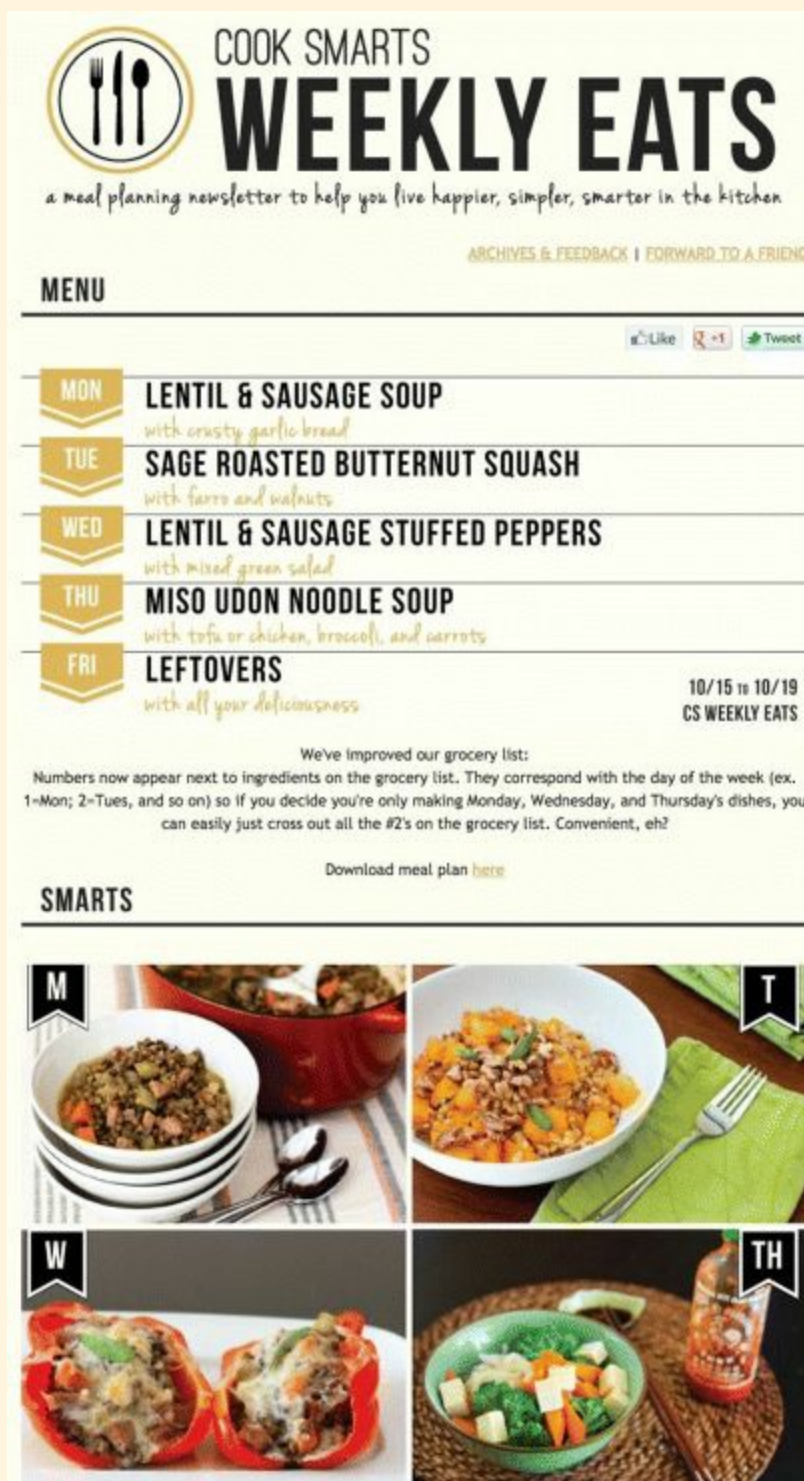 COOK SMARTS
WEEKLY EATS
a meal planning newsletter to help you live happier, simpler, smarter in the kitchen
ARCHIVES & FEEDBACK | FORWARD TO A FRIEND
MENU
Like +1 Tweet
MON LENTIL & SAUSAGE SOUP
with crusty garlic bread
TUE SAGE ROASTED BUTTERNUT SQUASH
with farro and walnuts
WED LENTIL & SAUSAGE STUFFED PEPPERS
with mixed green salad
THU MISO UDON NOODLE SOUP
with tofu or chicken, broccoli, and carrots
FRI LEFTOVERS
with all your deliciousness
10/15 TO 10/19
CS WEEKLY EATS
We've improved our grocery list:
Numbers now appear next to ingredients on the grocery list. They correspond with the day of the week (ex.
1=Mon; 2=Tues, and so on) so if you decide you're only making Monday, Wednesday, and Thursday's dishes, you
can easily just cross out all the #2's on the grocery list. Convenient, eh?
Download meal plan here
SMARTS
M
T
W
TH